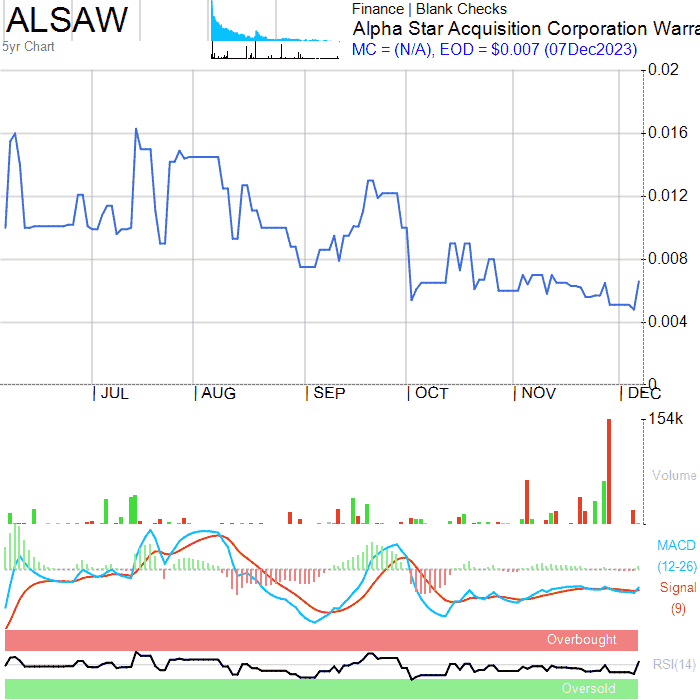 ALSAW
5yr Chart
Finance | Blank Checks
Alpha Star Acquisition Corporation Warra
MC = (N/A), EOD = $0.007 (07Dec2023)
0.02
0.016
0.012
0.008
0.004
0
JUL AUG SEP OCT NOV DEC
154k
Volume
MACD
(12-26)
Signal
(9)
Overbought
RSI(14)
Oversold